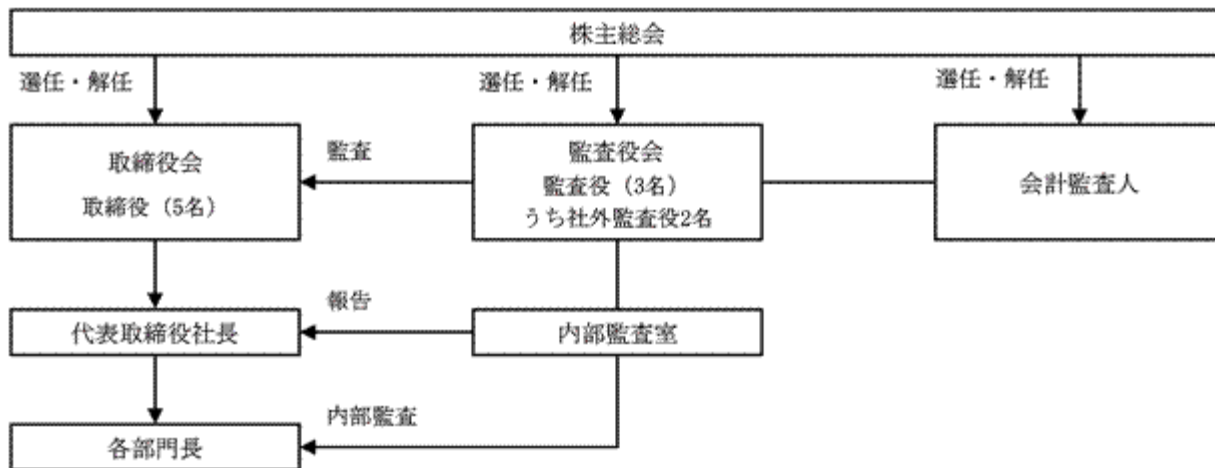 株主総会
選任・解任
選任・解任
選任・解任
取締役会
取締役（5名）
監査
監査役会
監査役（3名）
うち社外監査役2名
会計監査人
報告
代表取締役社長
内部監査室
内部監査
各部門長